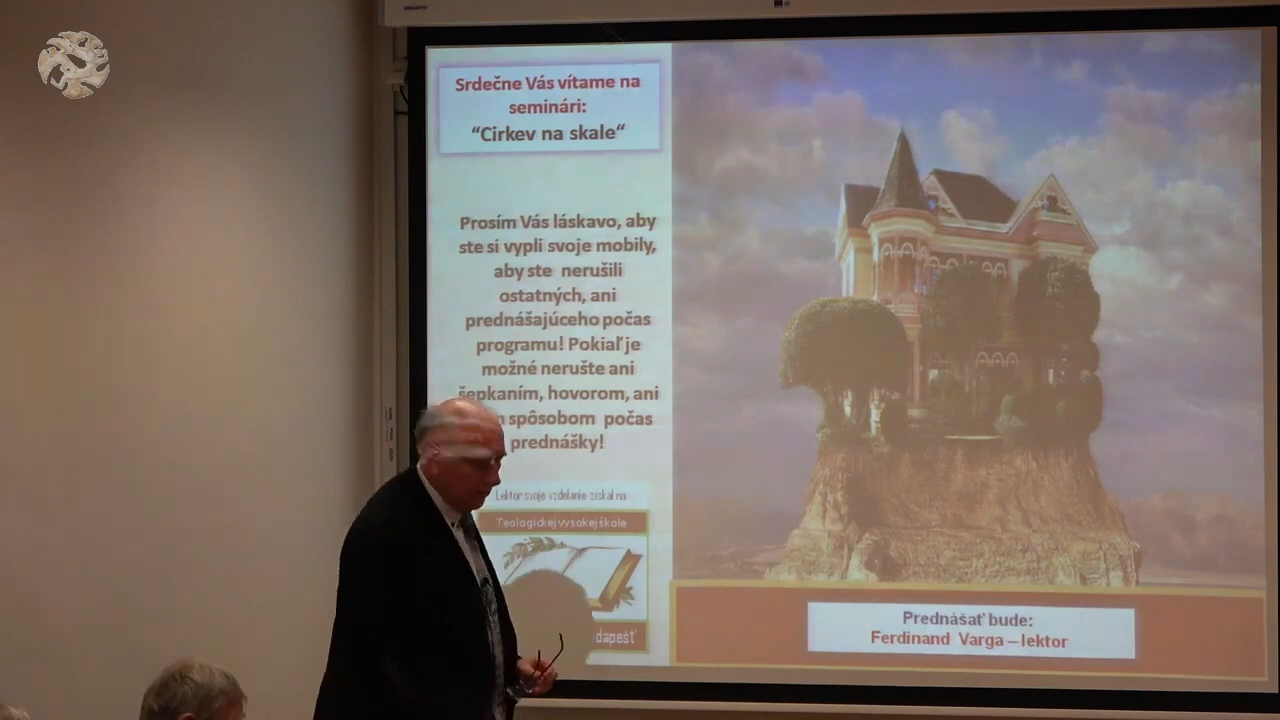 Srdečne Vás vítame na
seminári:
“Cirkev na skale“
Prosím Vás láskavo, aby
ste si vypli svoje mobily,
aby ste nerušili
ostatných, ani
prednášajúceho počas
programu! Pokiaľ je
možné nerušte ani
šepkaním, hovorom, ani
spôsobom počas
prednášky!
Lektor svoje vzdelanie získal na
Teologickej vysokej škole
Prednášať bude:
Ferdinand Varga – lektor